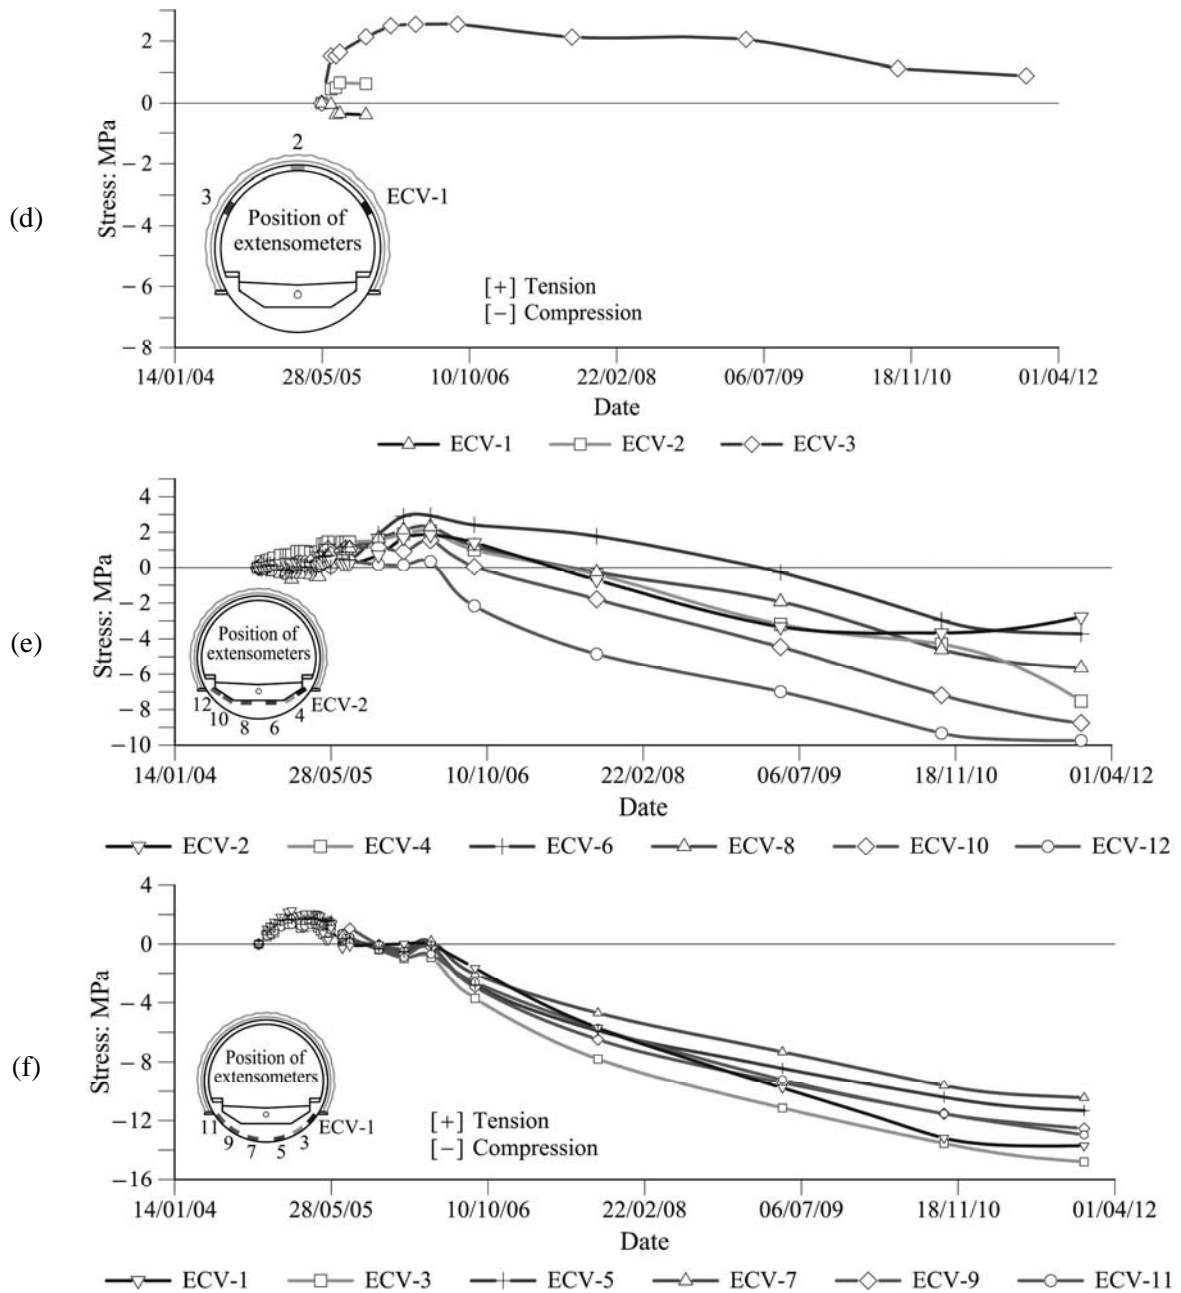 (d)
Stress: MPa
2
0
−2
−4
−6
−8
2
3
ECV-1
Position of
extensometers
[+] Tension
[−] Compression
14/01/04 28/05/05 10/10/06 22/02/08 06/07/09 18/11/10 01/04/12
Date
ECV-1 ECV-2 ECV-3
(e)
Stress: MPa
4
2
0
−2
−4
−6
−8
−10
Position of
extensometers
12 10 8 6 4 ECV-2
14/01/04 28/05/05 10/10/06 22/02/08 06/07/09 18/11/10 01/04/12
Date
ECV-2 ECV-4 ECV-6 ECV-8 ECV-10 ECV-12
(f)
Stress: MPa
4
0
−4
−8
−12
−16
Position of
extensometers
11 9 7 5 3 ECV-1
[+] Tension
[−] Compression
14/01/04 28/05/05 10/10/06 22/02/08 06/07/09 18/11/10 01/04/12
Date
ECV-1 ECV-3 ECV-5 ECV-7 ECV-9 ECV-11